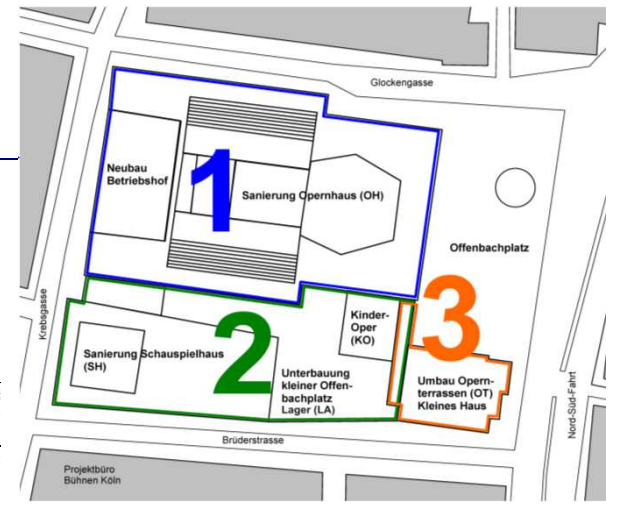 Glockengasse
Neubau
Betriebshof
1
Sanierung Opernhaus (OH)
Offenbachplatz
Krebsgasse
Kinder-
Oper
(KO)
3
Sanierung Schauspielhaus
(SH)
2
Unterbauung
kleiner Offen-
bachplatz
Lager (LA)
Umbau Opern-
terrassen (OT)
Kleines Haus
Nord-Süd-Fahrt
Brüderstrasse
Projektbüro
Bühnen Köln